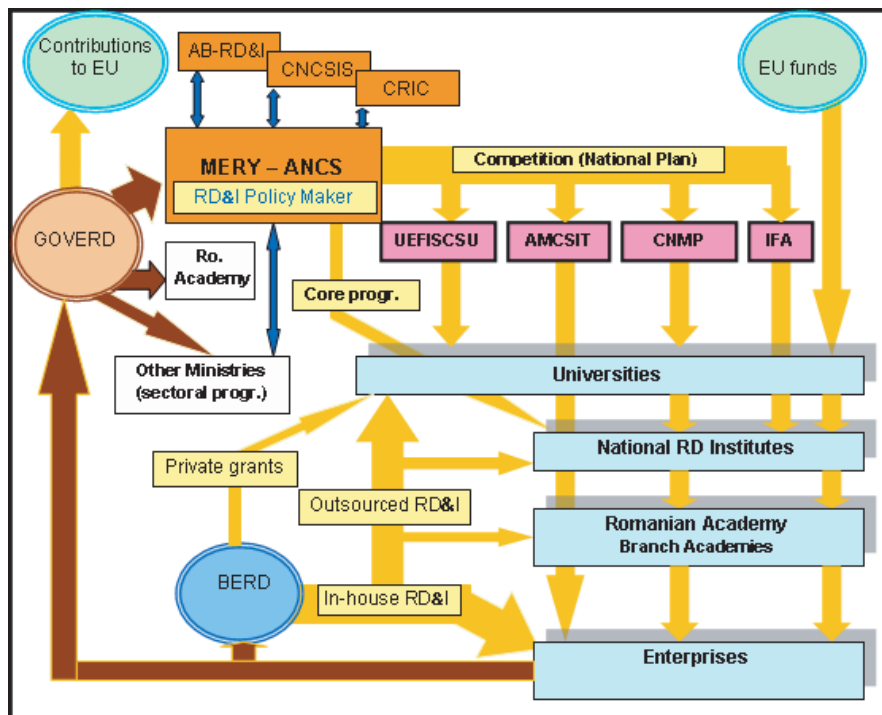 Contributions
to EU
AB-RD&I
CNCSIS
CRIC
EU funds
MERY – ANCS
RD&I Policy Maker
Competition (National Plan)
GOVERD
UEFISCSU
AMCSIT
CNMP
IFA
Ro.
Academy
Core progr.
Other Ministries
(sectoral progr.)
Universities
National RD Institutes
Private grants
Outsourced RD&I
Romanian Academy
Branch Academies
BERD
In-house RD&I
Enterprises